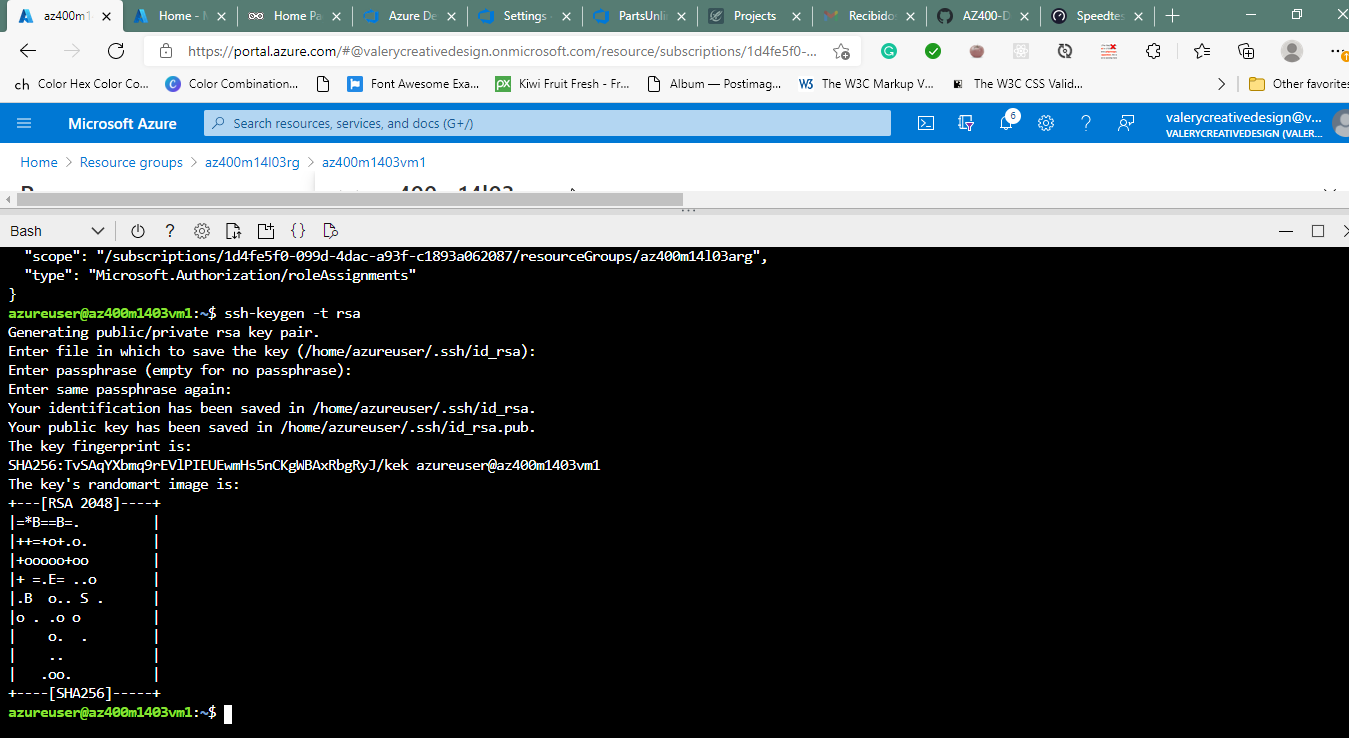 az400m1
Home - M
Home Pa
Azure De
Settings
PartsUnli
Projects
Recibidos
AZ400-D
Speedtes
https://portal.azure.com/#@valerycreativedesign.onmicrosoft.com/resource/subscriptions/1d4fe5f0-...
ch Color Hex Color Co...
Color Combination...
Font Awesome Exa...
px Kiwi Fruit Fresh - Fr...
Album — Postimag...
W3 The W3C Markup V...
The W3C CSS Valid...
Other favorites
Microsoft Azure
Search resources, services, and docs (G+/)
6
valerycreativedesign@v...
VALERYCREATIVEDESIGN (VALER...
Home > Resource groups > az400m14l03rg > az400m1403vm1
Bash
"scope": "/subscriptions/1d4fe5f0-099d-4dac-a93f-c1893a062087/resourceGroups/az400m14l03arg",
"type": "Microsoft.Authorization/roleAssignments"
}
azureuser@az400m1403vm1:~$ ssh-keygen -t rsa
Generating public/private rsa key pair.
Enter file in which to save the key (/home/azureuser/.ssh/id_rsa):
Enter passphrase (empty for no passphrase):
Enter same passphrase again:
Your identification has been saved in /home/azureuser/.ssh/id_rsa.
Your public key has been saved in /home/azureuser/.ssh/id_rsa.pub.
The key fingerprint is:
SHA256:TvSAqYXbmq9rEVlPIEUEwmHs5nCKgWBAxRbgRyJ/kek azureuser@az400m1403vm1
The key's randomart image is:
+---[RSA 2048]----+
|=*B==B=.         |
|++=+o+.o.        |
|+ooooo+oo        |
|+ =.E= ..o       |
|.B  o.. S .      |
|o . .o o         |
|    o.  .        |
|    ..           |
|   .oo.          |
+----[SHA256]-----+
azureuser@az400m1403vm1:~$